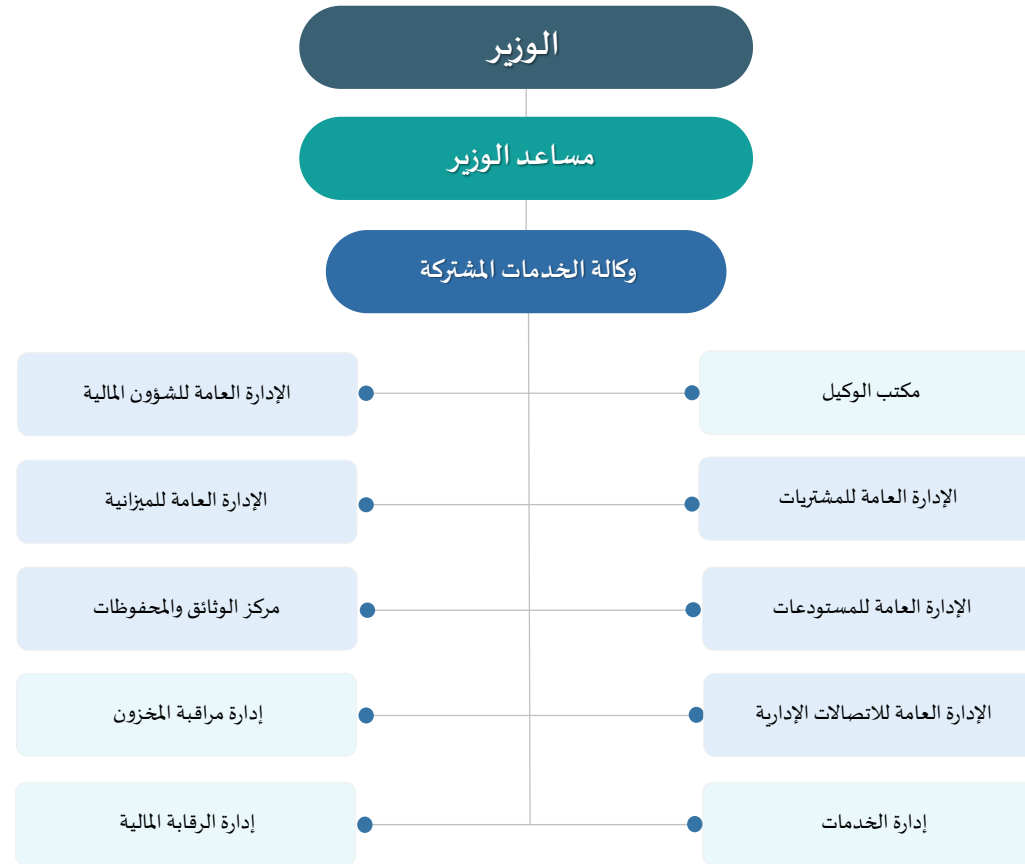 الوزير
مساعد الوزير
وكالة الخدمات المشتركة
مكتب الوكيل
الإدارة العامة للشؤون المالية
الإدارة العامة للمشتريات
الإدارة العامة للميزانية
الإدارة العامة للمستودعات
مركز الوثائق والمحفوظات
الإدارة العامة للاتصالات الإدارية
إدارة مراقبة المخزون
إدارة الخدمات
إدارة الرقابة المالية